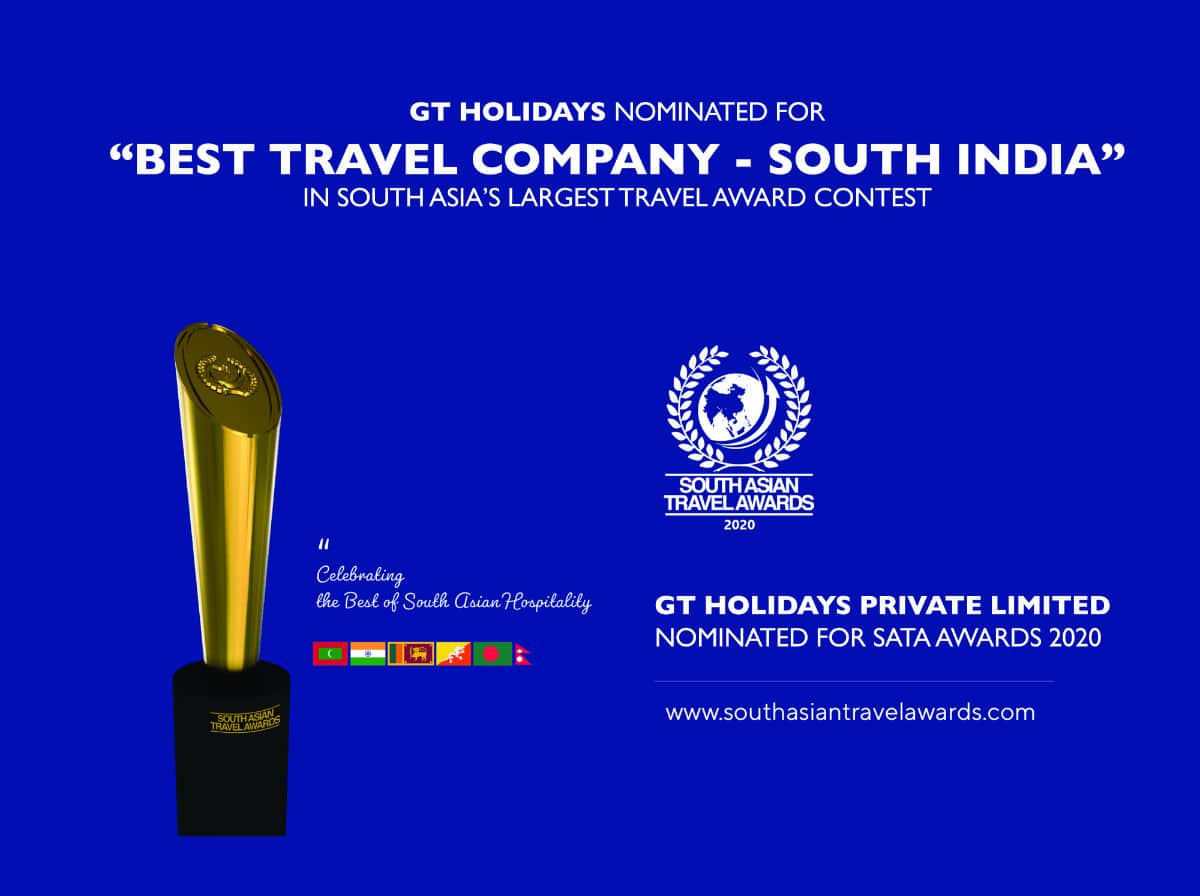 GT HOLIDAYS NOMINATED FOR
“BEST TRAVEL COMPANY - SOUTH INDIA”
IN SOUTH ASIA’S LARGEST TRAVEL AWARD CONTEST
SOUTH ASIAN
TRAVEL AWARDS
2020
“
Celebrating
the Best of South Asian Hospitality
GT HOLIDAYS PRIVATE LIMITED
NOMINATED FOR SATA AWARDS 2020
www.southasiantravelawards.com
SOUTH ASIAN
TRAVEL AWARDS